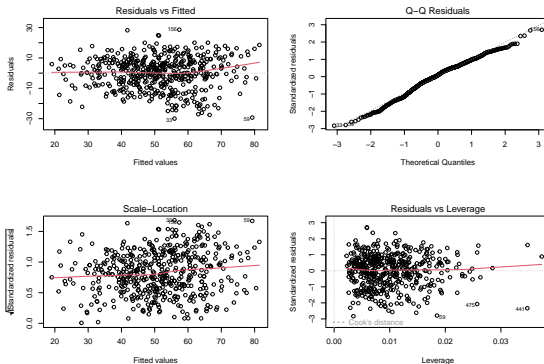 Residuals vs Fitted
Residuals
30
10
−10
−30
158
33
59
20 30 40 50 60 70 80
Fitted values
Q−Q Residuals
Standardized residuals
3
2
1
0
−1
−2
−3
59
−3 −2 −1 0 1 2 3
Theoretical Quantiles
Scale−Location
Standardized residuals
1.5
1.0
0.5
0.0
59
20 30 40 50 60 70 80
Fitted values
Residuals vs Leverage
Standardized residuals
3
2
1
0
−1
−2
−3
59
475
441
Cook's distance
0.00 0.01 0.02 0.03
Leverage